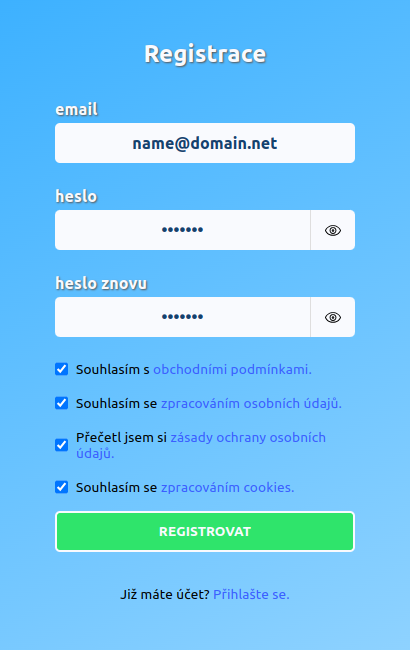 Registrace
email
name@domain.net
heslo
•••••••
heslo znovu
•••••••
Souhlasím s obchodními podmínkami.
Souhlasím se zpracováním osobních údajů.
Přečetl jsem si zásady ochrany osobních
údajů.
Souhlasím se zpracováním cookies.
REGISTROVAT
Již máte účet? Přihlašte se.